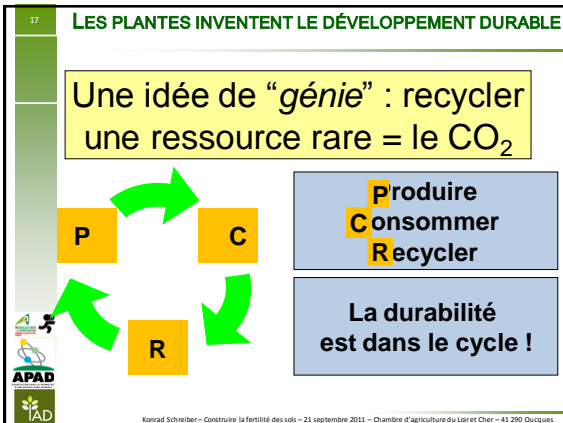 17
LES PLANTES INVENTENT LE DÉVELOPPEMENT DURABLE
Une idée de “génie” : recycler
une ressource rare = le CO₂
P
C
R
Produire
Consommer
Recycler
La durabilité
est dans le cycle !
APAD
IAD
Konrad Schreiber – Construire la fertilité des sols – 21 septembre 2011 – Chambre d'agriculture du Loir et Cher – 41 290 Oucques